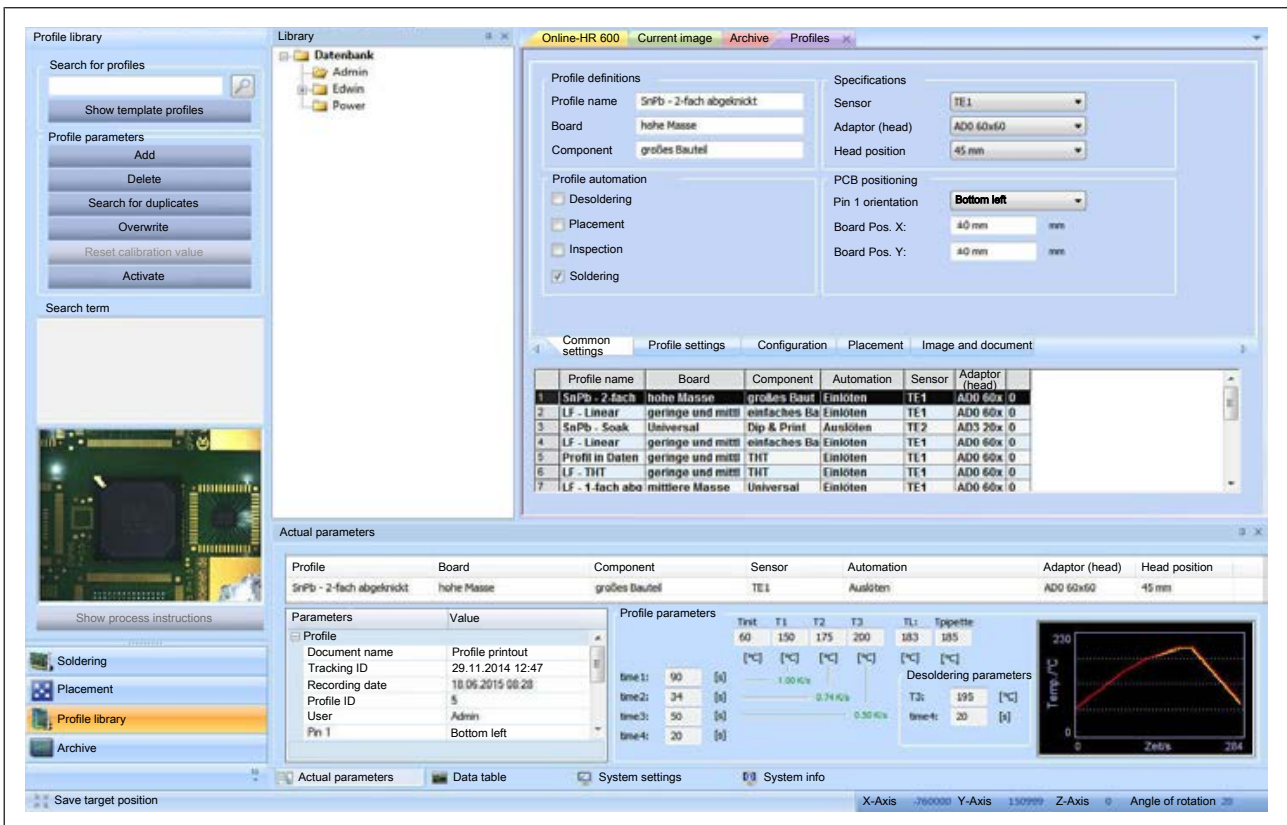 Profile library
Search for profiles
Show template profiles
Profile parameters
Add
Delete
Search for duplicates
Overwrite
Reset calibration value
Activate
Search term
Show process instructions
Soldering
Placement
Profile library
Archive
Library
Datenbank
Admin
Edwin
Power
Online-HR 600 Current image Archive Profiles
Profile definitions
Profile name SnPb - 2-fach abgeknickt
Board hohe Masse
Component großes Bauteil
Specifications
Sensor TE1
Adaptor (head) AD0 60x60
Head position 45 mm
Profile automation
Desoldering
Placement
Inspection
Soldering
PCB positioning
Pin 1 orientation Bottom left
Board Pos. X: ±0 mm mm
Board Pos. Y: ±0 mm mm
Common settings Profile settings Configuration Placement Image and document
Profile name Board Component Automation Sensor Adaptor (head)
1 SnPb - 2-fach hohe Masse großes Baut Einlöten TE1 AD0 60x 0
2 LF - Linear geringe und mittl einfaches Ba Einlöten TE1 AD0 60x 0
3 SnPb - Soak Universal Dip & Print Auslöten TE2 AD3 20x 0
4 LF - Linear geringe und mittl einfaches Ba Einlöten TE1 AD0 60x 0
5 Profil in Daten geringe und mittl THT Einlöten TE1 AD0 60x 0
6 LF - THT geringe und mittl THT Einlöten TE1 AD0 60x 0
7 LF - 1-fach abg mittlere Masse Universal Einlöten TE1 AD0 60x 0
Actual parameters
Profile Board Component Sensor Automation Adaptor (head) Head position
SnPb - 2-fach abgeknickt hohe Masse großes Bauteil TE1 Auslöten AD0 60x60 45 mm
Parameters Value
Profile
Document name Profile printout
Tracking ID 29.11.2014 12:47
Recording date 18.06.2015 08:28
Profile ID 5
User Admin
Pin 1 Bottom left
Profile parameters
Tinit T1 T2 T3 TL: Tpipette
60 150 175 200 183 185
[°C] [°C] [°C] [°C] [°C] [°C]
time1: 90 [s] 1.00 K/s
time2: 34 [s] 0.74 K/s
time3: 50 [s] 0.50 K/s
time4: 20 [s]
Desoldering parameters
T3: 195 [°C]
time4: 20 [s]
230
Temp./°C
0
0 Zeit/s 284
Actual parameters Data table System settings System info
Save target position
X-Axis -760000 Y-Axis 150999 Z-Axis 0 Angle of rotation 20